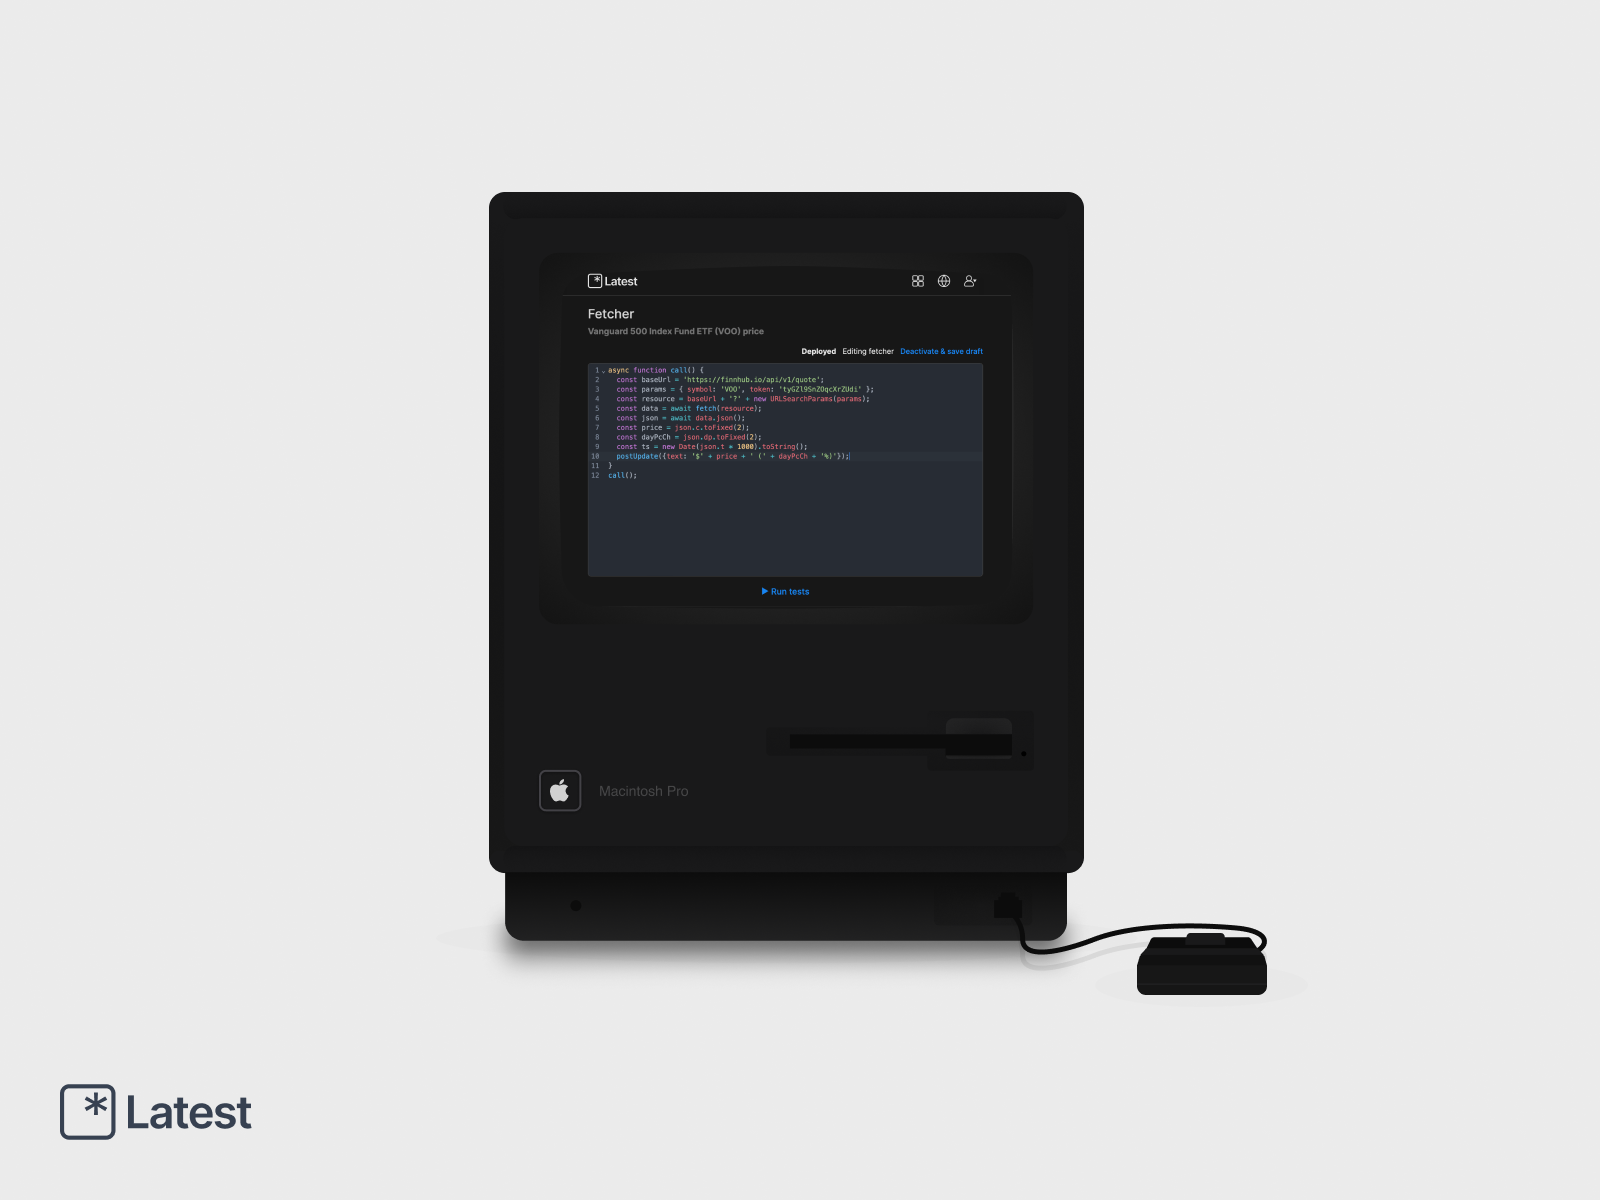 Latest
Fetcher
Vanguard 500 Index Fund ETF (VOO) price
Deployed Editing fetcher Deactivate & save draft
1 async function call() {
2 const baseUrl = 'https://finnhub.io/api/v1/quote';
3 const params = { symbol: 'VOO', token: 'tyGZl9SnZOqcXrZUdi' };
4 const resource = baseUrl + '?' + new URLSearchParams(params);
5 const data = await fetch(resource);
6 const json = await data.json();
7 const price = json.c.toFixed(2);
8 const dayPcCh = json.dp.toFixed(2);
9 const ts = new Date(json.t * 1000).toString();
10 postUpdate({text: '$' + price + ' (' + dayPcCh + '%)'});
11 }
12 call();
Run tests
Macintosh Pro
Latest